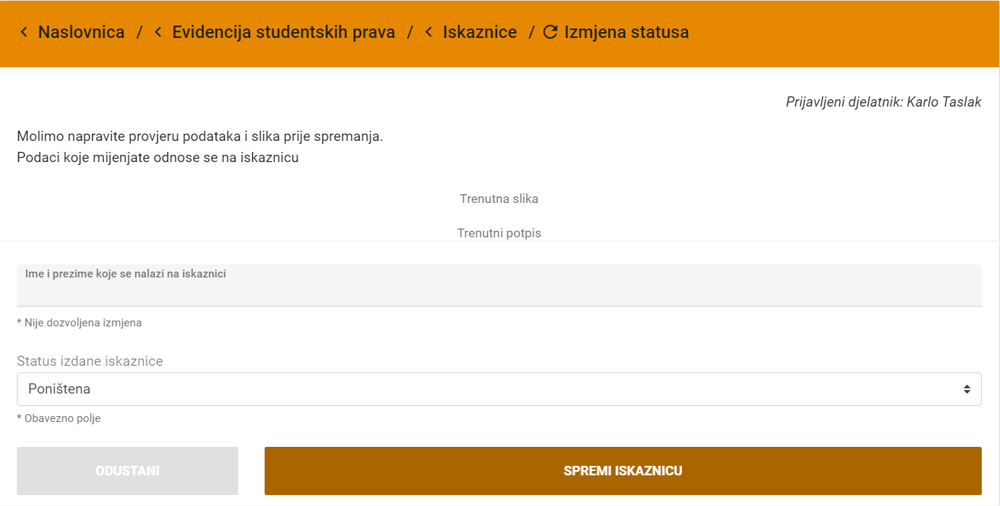 Naslovnica / Evidencija studentskih prava / Iskaznice / Izmjena statusa
Prijavljeni djelatnik: Karlo Taslak
Molimo napravite provjeru podataka i slika prije spremanja.
Podaci koje mijenjate odnose se na iskaznicu
Trenutna slika
Trenutni potpis
Ime i prezime koje se nalazi na iskaznici
* Nije dozvoljena izmjena
Status izdane iskaznice
Poništena
* Obavezno polje
ODUSTANI
SPREMI ISKAZNICU